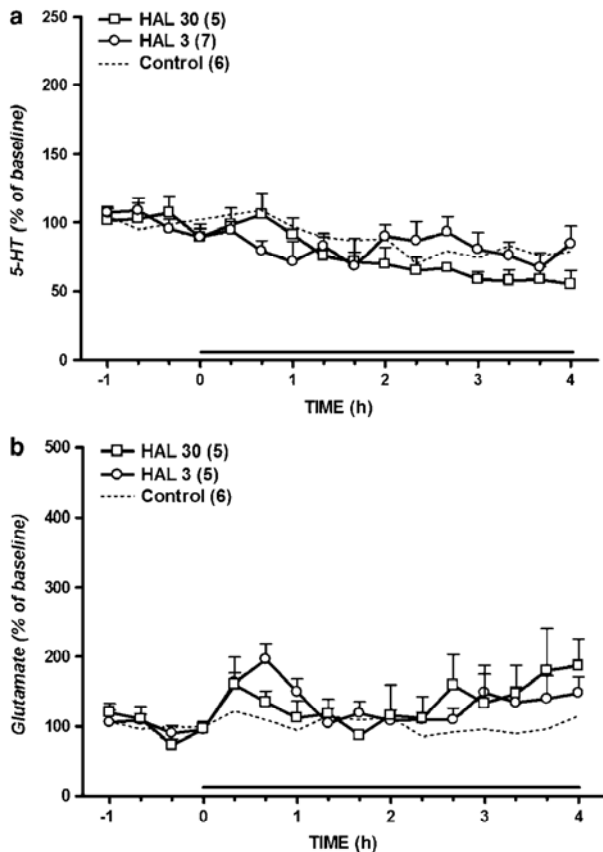 a
HAL 30 (5)
HAL 3 (7)
Control (6)
5-HT (% of baseline)
250
200
150
100
50
0
-1 0 1 2 3 4
TIME (h)
b
HAL 30 (5)
HAL 3 (5)
Control (6)
Glutamate (% of baseline)
500
400
300
200
100
0
-1 0 1 2 3 4
TIME (h)